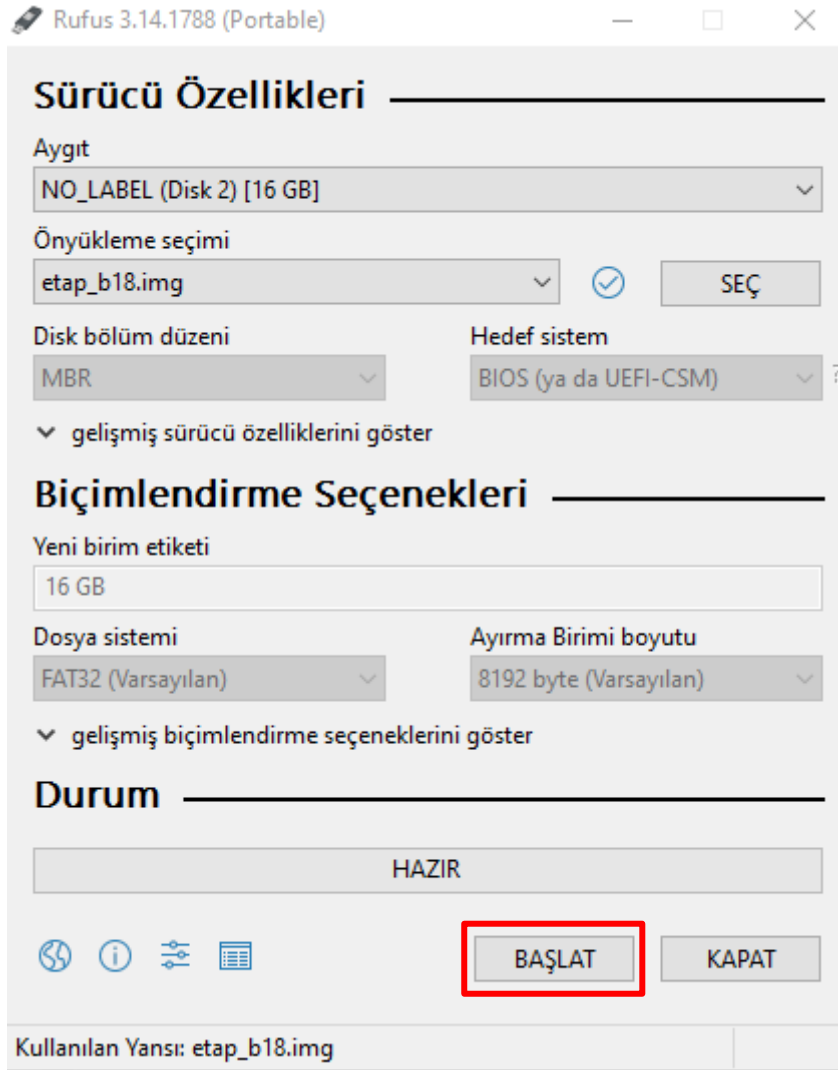 Rufus 3.14.1788 (Portable)
Sürücü Özellikleri
Aygıt
NO_LABEL (Disk 2) [16 GB]
Önyükleme seçimi
etap_b18.img
SEÇ
Disk bölüm düzeni
Hedef sistem
MBR
BIOS (ya da UEFI-CSM)
?
gelişmiş sürücü özelliklerini göster
Biçimlendirme Seçenekleri
Yeni birim etiketi
16 GB
Dosya sistemi
Ayırma Birimi boyutu
FAT32 (Varsayılan)
8192 byte (Varsayılan)
gelişmiş biçimlendirme seçeneklerini göster
Durum
HAZIR
BAŞLAT
KAPAT
Kullanılan Yansı: etap_b18.img